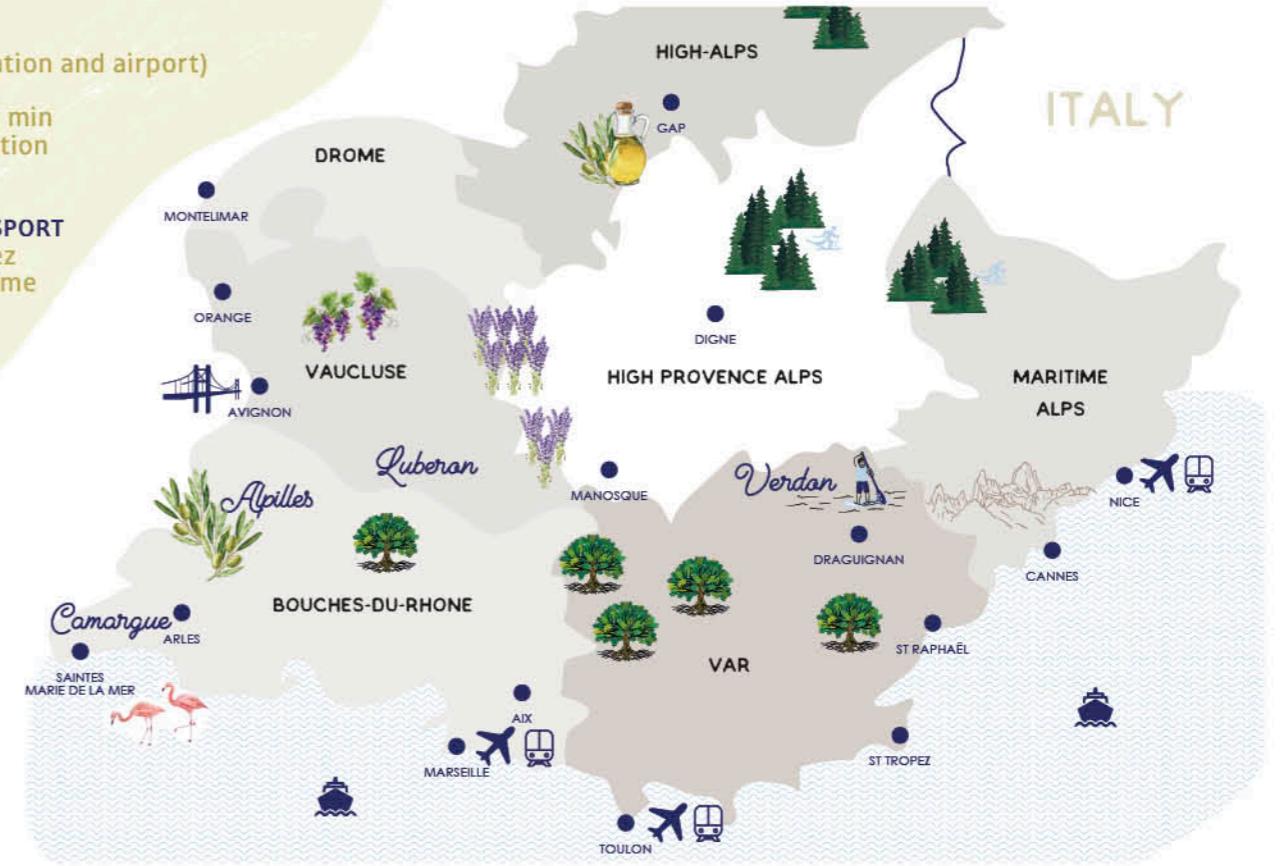 ation and airport)
min
tion
SPORT
ez
me
HIGH-ALPS
GAP
ITALY
DROME
MONTELIMAR
ORANGE
DIGNE
VAUCLUSE
HIGH PROVENCE ALPS
MARITIME
ALPS
AVIGNON
Luberon
Verdon
MANOSQUE
NICE
Alpilles
DRAGUIGNAN
CANNES
BOUCHES-DU-RHONE
Camargue
ARLES
ST RAPHAËL
SAINTES
MARIE DE LA MER
VAR
AIX
ST TROPEZ
MARSEILLE
TOULON